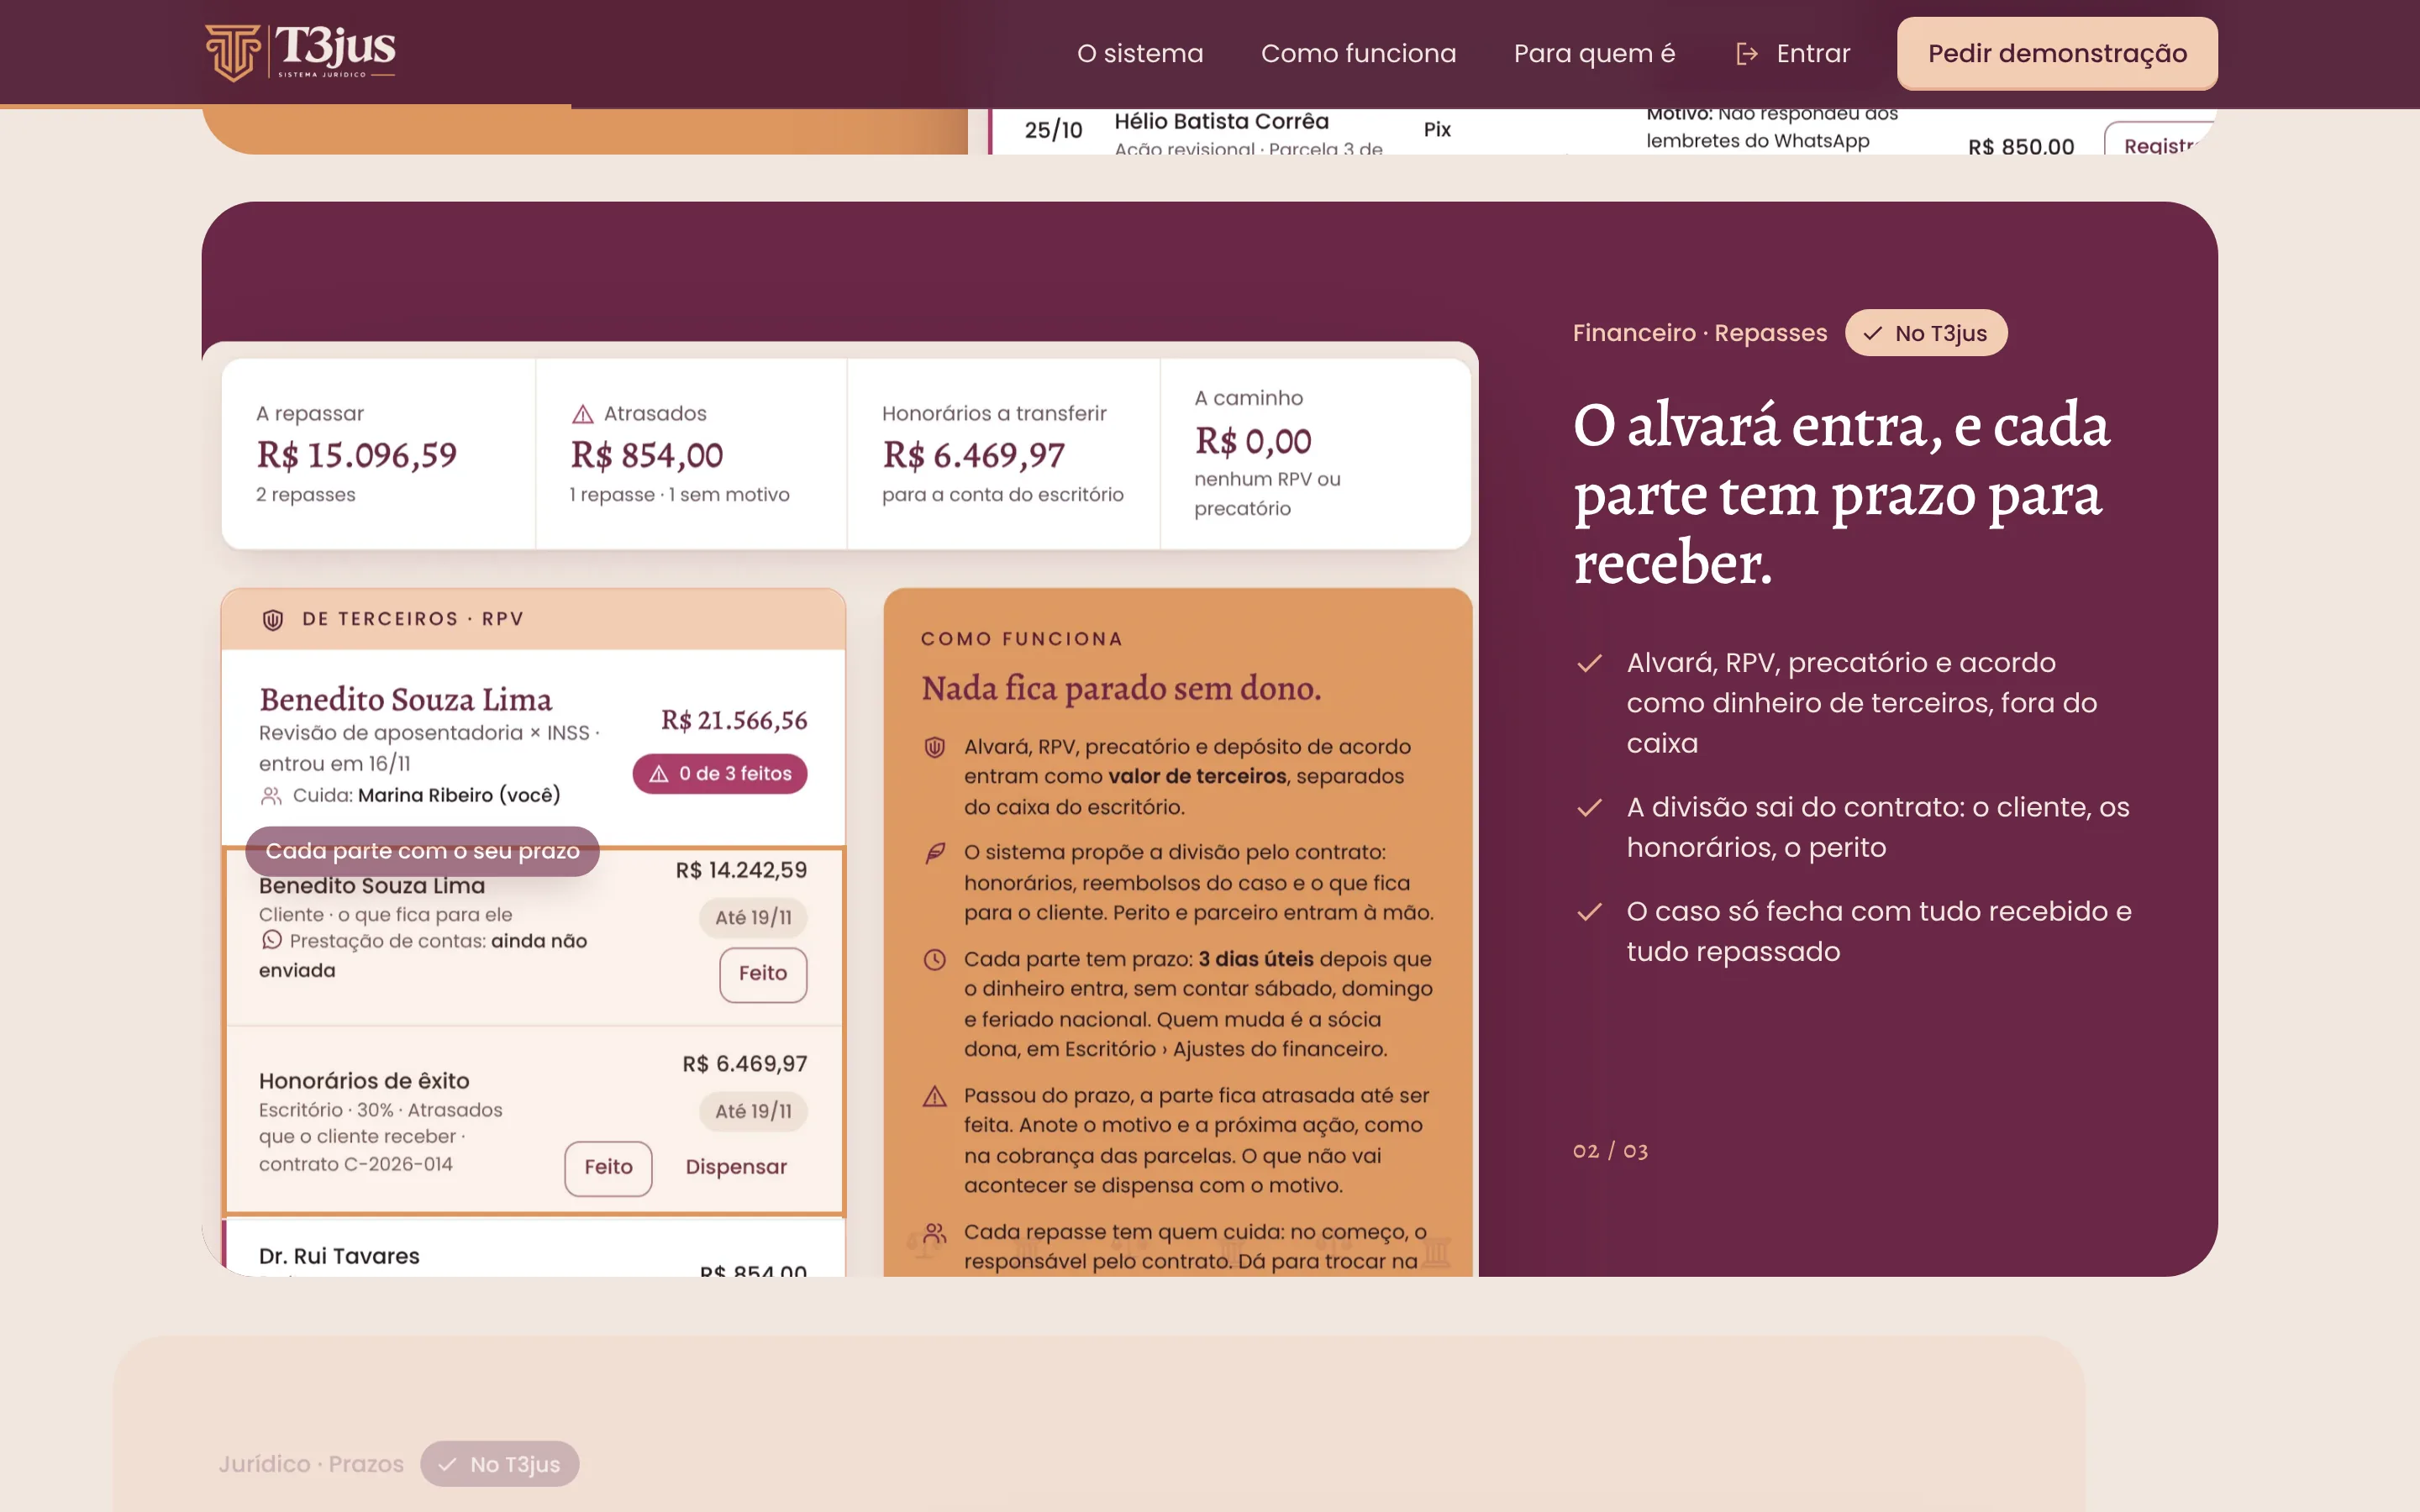 T3jus
SISTEMA JURÍDICO
O sistema
Como funciona
Para quem é
Entrar
Pedir demonstração
25/10
Hélio Batista Corrêa
Ação revisional · Parcela 3 de
Pix
Motivo: Não respondeu aos
lembretes do WhatsApp
R$ 850,00
Registr
A repassar
R$ 15.096,59
2 repasses
Atrasados
R$ 854,00
1 repasse · 1 sem motivo
Honorários a transferir
R$ 6.469,97
para a conta do escritório
A caminho
R$ 0,00
nenhum RPV ou
precatório
DE TERCEIROS · RPV
Benedito Souza Lima
Revisão de aposentadoria × INSS ·
entrou em 16/11
Cuida: Marina Ribeiro (você)
R$ 21.566,56
0 de 3 feitos
Cada parte com o seu prazo
Benedito Souza Lima
Cliente · o que fica para ele
Prestação de contas: ainda não
enviada
R$ 14.242,59
Até 19/11
Feito
Honorários de êxito
Escritório · 30% · Atrasados
que o cliente receber ·
contrato C-2026-014
R$ 6.469,97
Até 19/11
Feito
Dispensar
Dr. Rui Tavares
R$ 854,00
COMO FUNCIONA
Nada fica parado sem dono.
Alvará, RPV, precatório e depósito de acordo
entram como valor de terceiros, separados
do caixa do escritório.
O sistema propõe a divisão pelo contrato:
honorários, reembolsos do caso e o que fica
para o cliente. Perito e parceiro entram à mão.
Cada parte tem prazo: 3 dias úteis depois que
o dinheiro entra, sem contar sábado, domingo
e feriado nacional. Quem muda é a sócia
dona, em Escritório › Ajustes do financeiro.
Passou do prazo, a parte fica atrasada até ser
feita. Anote o motivo e a próxima ação, como
na cobrança das parcelas. O que não vai
acontecer se dispensa com o motivo.
Cada repasse tem quem cuida: no começo, o
responsável pelo contrato. Dá para trocar na
Financeiro · Repasses
No T3jus
O alvará entra, e cada
parte tem prazo para
receber.
Alvará, RPV, precatório e acordo
como dinheiro de terceiros, fora do
caixa
A divisão sai do contrato: o cliente, os
honorários, o perito
O caso só fecha com tudo recebido e
tudo repassado
02 / 03
Jurídico · Prazos
No T3jus